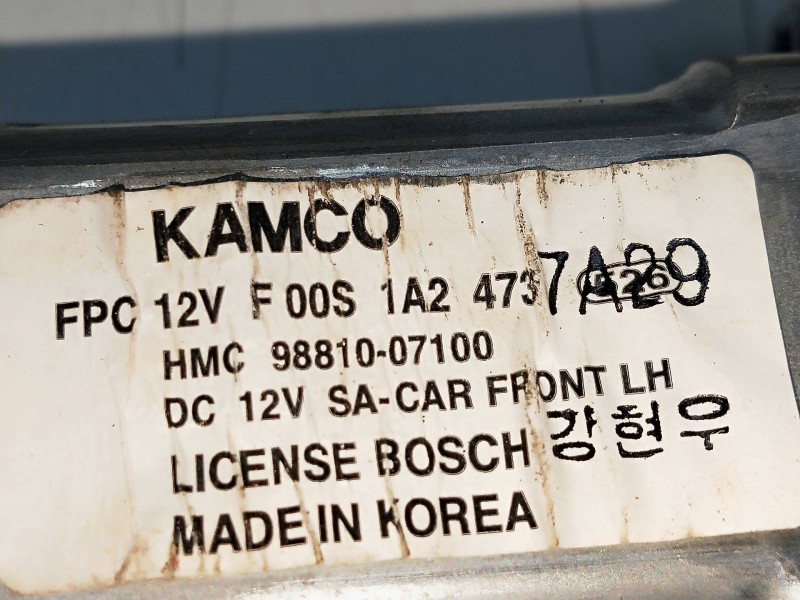 KAMCO
FPC 12V F 00S 1A2 473 7A29 526
HMC 98810-07100
DC 12V SA-CAR FRONT LH
LICENSE BOSCH 강현우
MADE IN KOREA